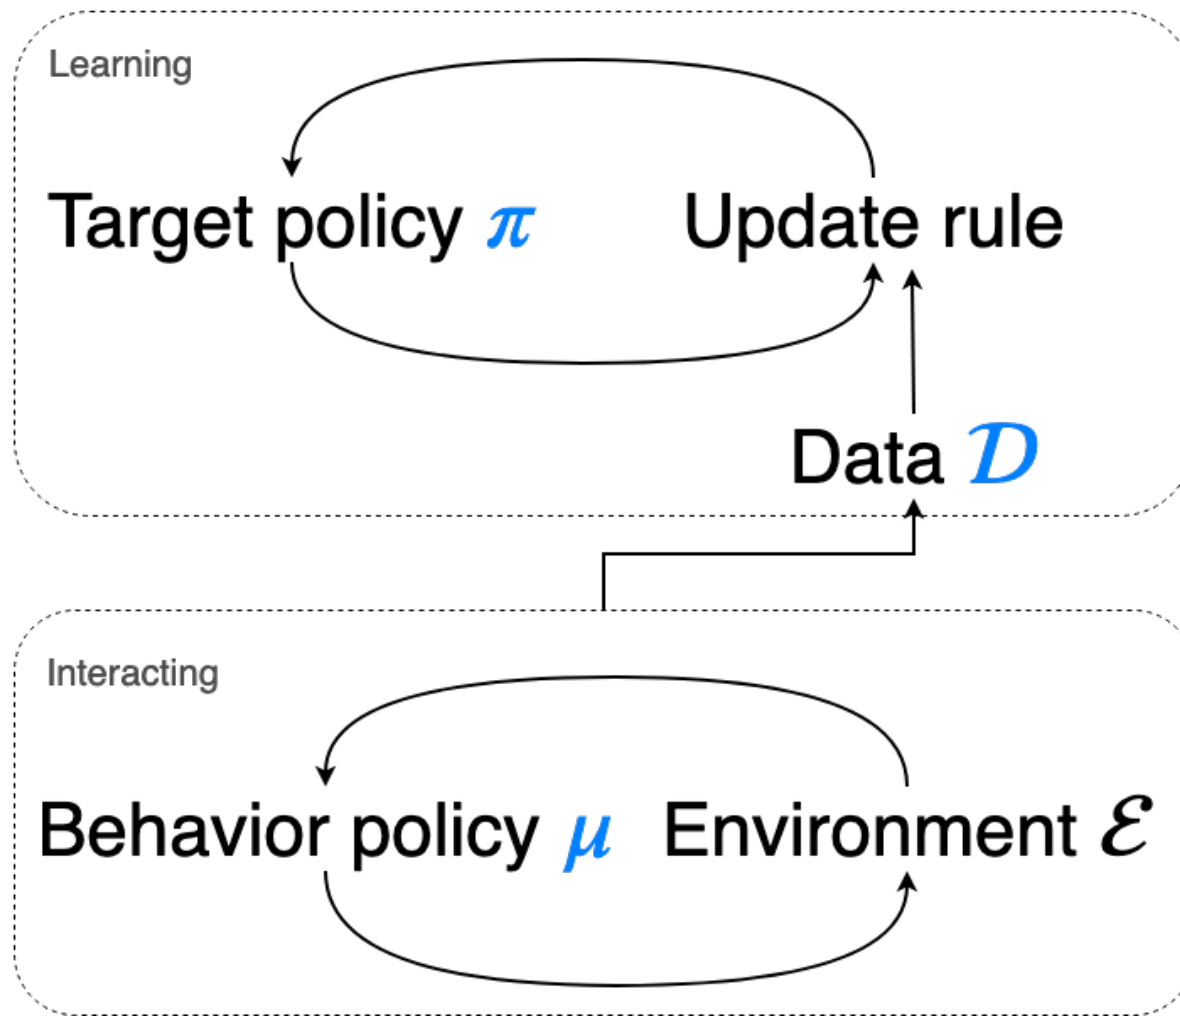 Learning
Target policy π Update rule
Data 𝒟
Interacting
Behavior policy μ Environment ℰ